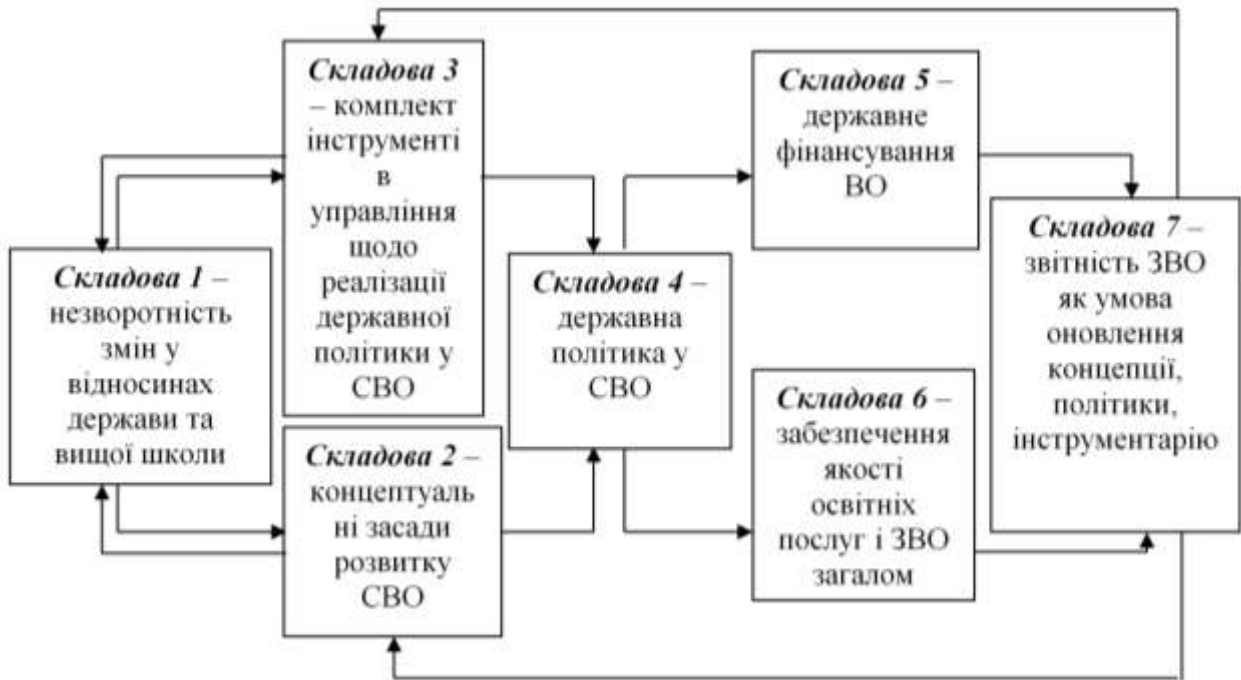 Складова 1 –
незворотність
змін у
відносинах
держави та
вищої школи
Складова 3
– комплект
інструменті
в
управління
щодо
реалізації
державної
політики у
СВО
Складова 2 –
концептуаль
ні засади
розвитку
СВО
Складова 4 –
державна
політика у
СВО
Складова 5 –
державне
фінансування
ВО
Складова 6 –
забезпечення
якості
освітніх
послуг і ЗВО
загалом
Складова 7 –
звітність ЗВО
як умова
оновлення
концепції,
політики,
інструментарію